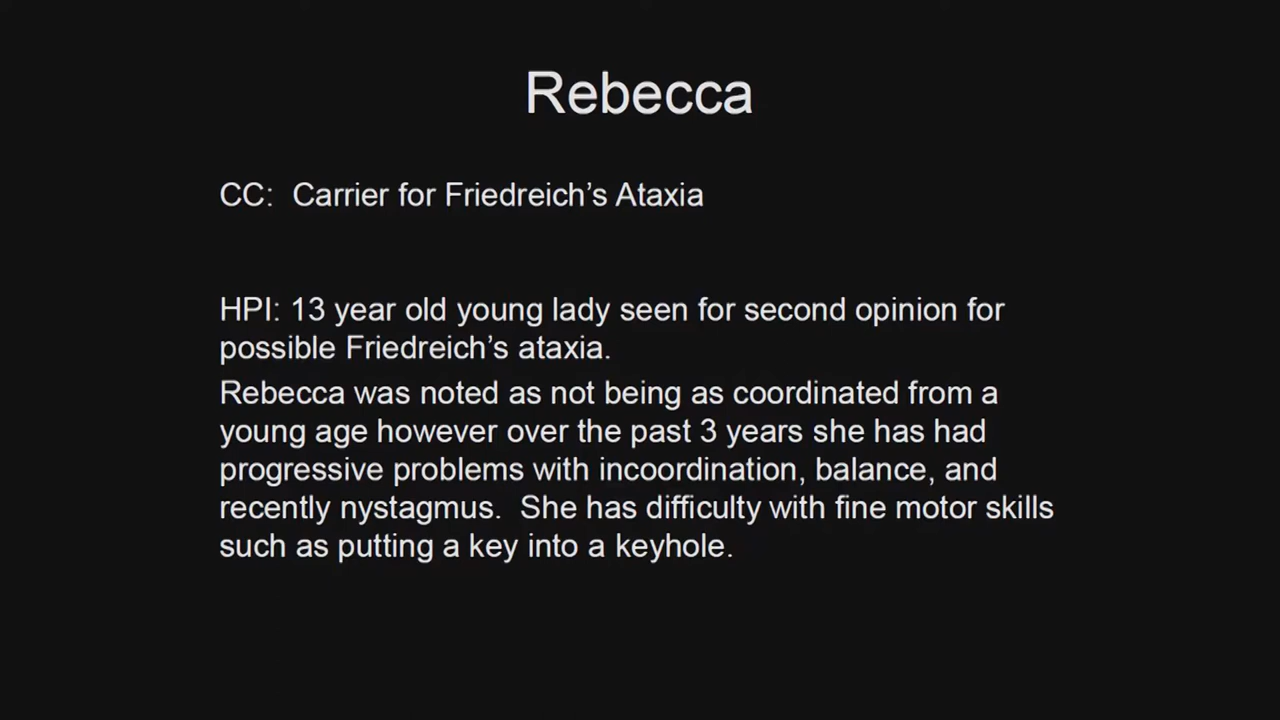 Rebecca
CC:  Carrier for Friedreich’s Ataxia
HPI: 13 year old young lady seen for second opinion for
possible Friedreich’s ataxia.
Rebecca was noted as not being as coordinated from a
young age however over the past 3 years she has had
progressive problems with incoordination, balance, and
recently nystagmus.  She has difficulty with fine motor skills
such as putting a key into a keyhole.